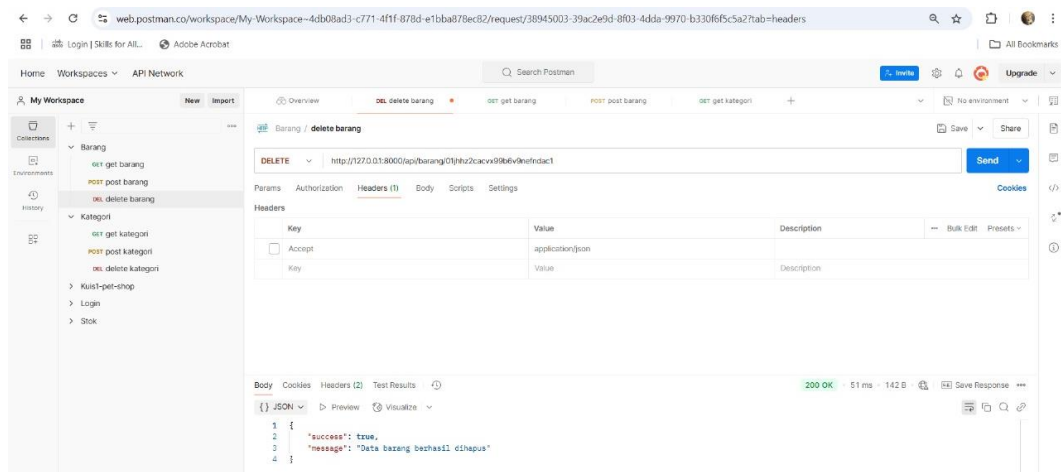 web.postman.co/workspace/My-Workspace~4db08ad3-c771-4f1f-878d-e1bba878ec82/request/38945003-39ac2e9d-8f03-4dda-9970-b330f6f5c5a2?tab=headers
Login | Skills for All... Adobe Acrobat All Bookmarks
Home Workspaces API Network Search Postman Invite Upgrade
My Workspace New Import Overview DEL delete barang GET get barang POST post barang GET get kategori No environment
Collections Barang / delete barang Save Share
Barang
GET get barang DELETE http://127.0.0.1:8000/api/barang/01jhhz2cacvx99b6v9nefndac1 Send
Environments
POST post barang
DEL delete barang Params Authorization Headers (1) Body Scripts Settings Cookies
History
Kategori Headers
GET get kategori Key Value Description Bulk Edit Presets
POST post kategori Accept application/json
DEL delete kategori Key Value Description
Kuis1-pet-shop
Login
Stok
Body Cookies Headers (2) Test Results 200 OK 51 ms 142 B Save Response
{} JSON Preview Visualize
1 {
2 "success": true,
3 "message": "Data barang berhasil dihapus"
4 }